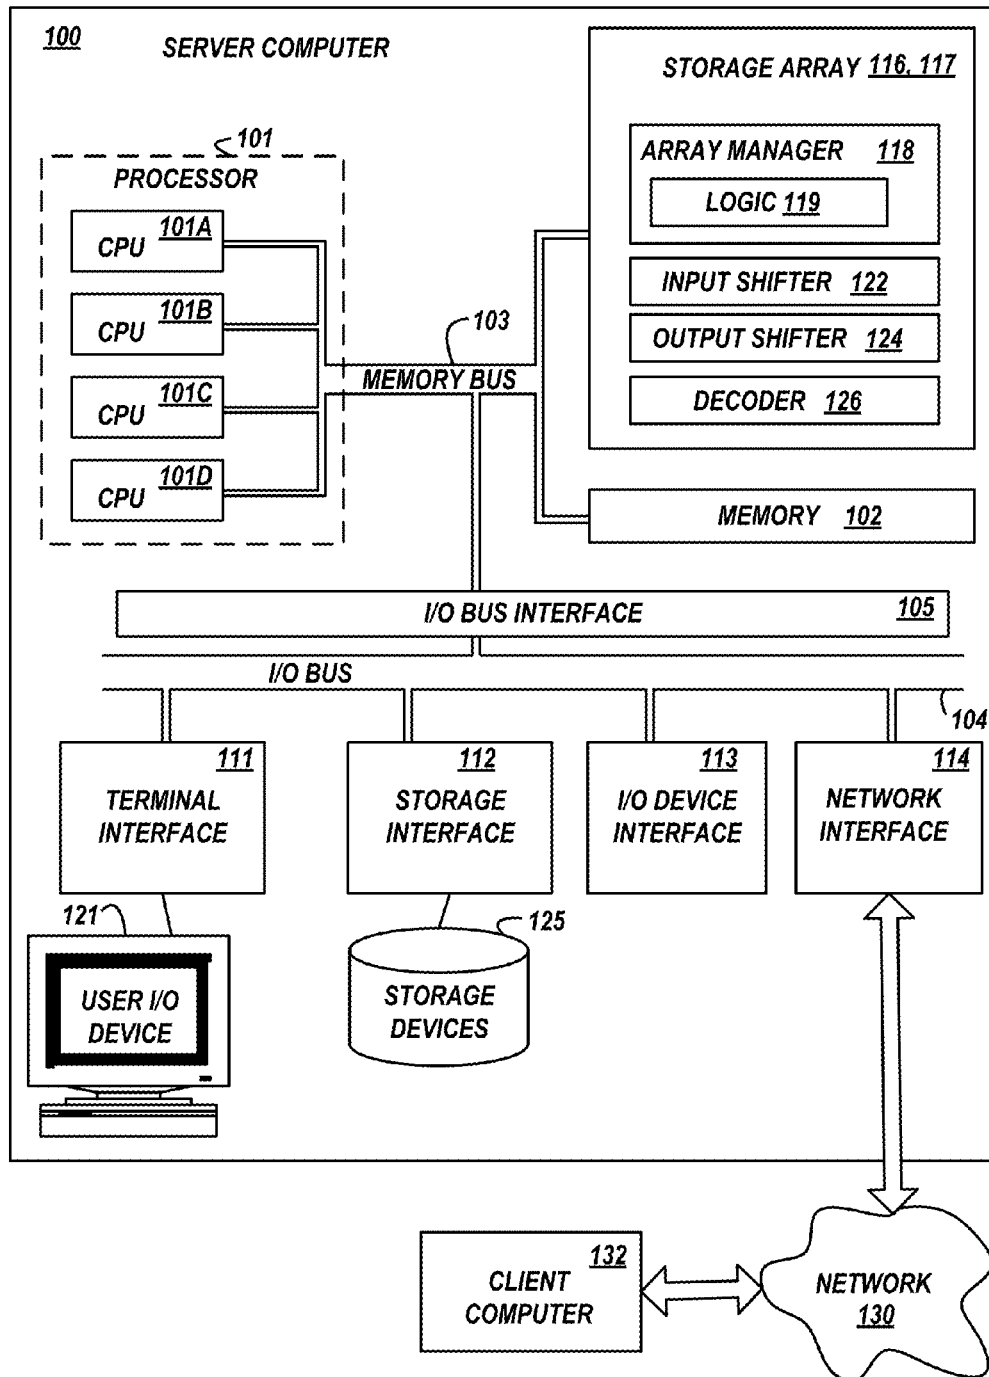 100
SERVER COMPUTER
STORAGE ARRAY 116, 117
ARRAY MANAGER 118
LOGIC 119
INPUT SHIFTER 122
OUTPUT SHIFTER 124
DECODER 126
101
PROCESSOR
CPU 101A
CPU 101B
CPU 101C
CPU 101D
103
MEMORY BUS
MEMORY 102
I/O BUS INTERFACE 105
I/O BUS
104
111
TERMINAL
INTERFACE
112
STORAGE
INTERFACE
113
I/O DEVICE
INTERFACE
114
NETWORK
INTERFACE
121
USER I/O
DEVICE
125
STORAGE
DEVICES
132
CLIENT
COMPUTER
NETWORK
130